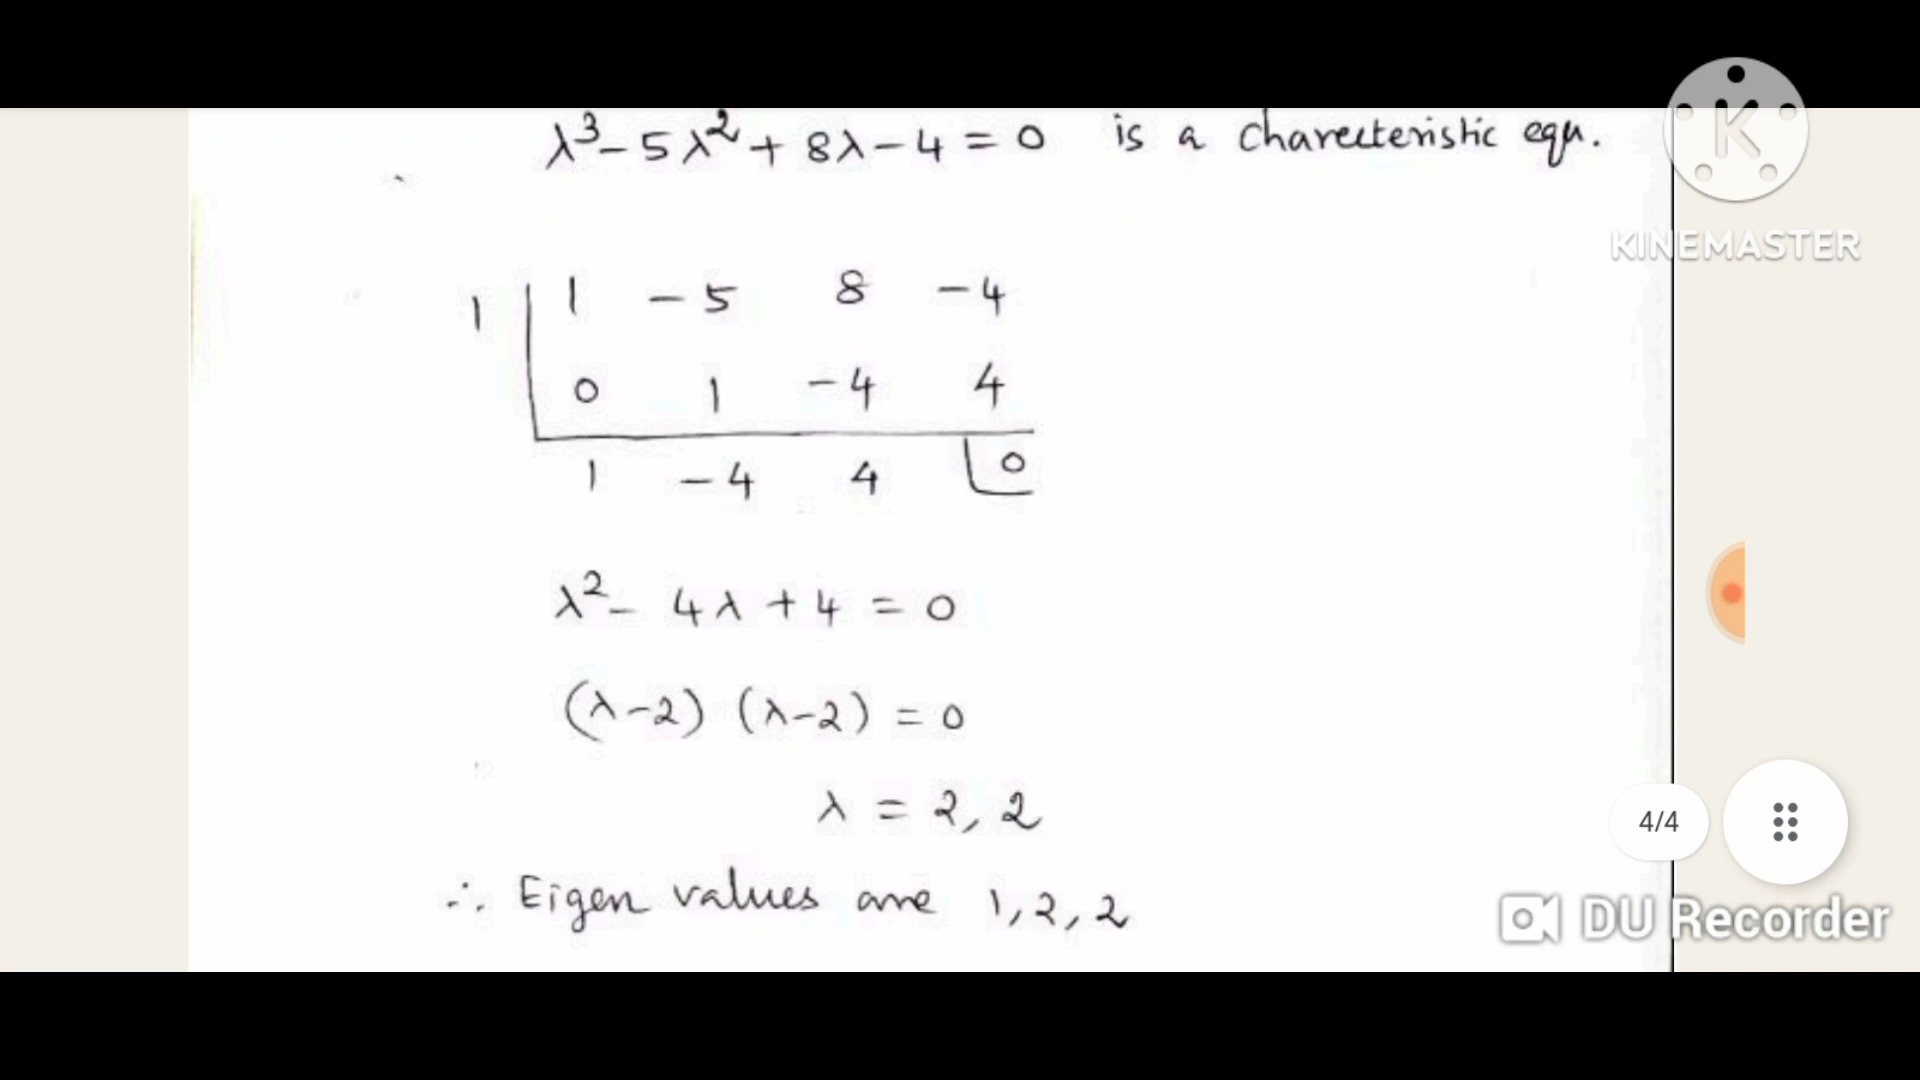 λ³ - 5λ² + 8λ - 4 = 0 is a charecteristic equ.
K
KINEMASTER
1 | 1 -5 8 -4
0 1 -4 4
1 -4 4 0
λ² - 4λ + 4 = 0
(λ-2) (λ-2) = 0
λ = 2, 2
4/4
∴ Eigen values are 1, 2, 2
DU Recorder